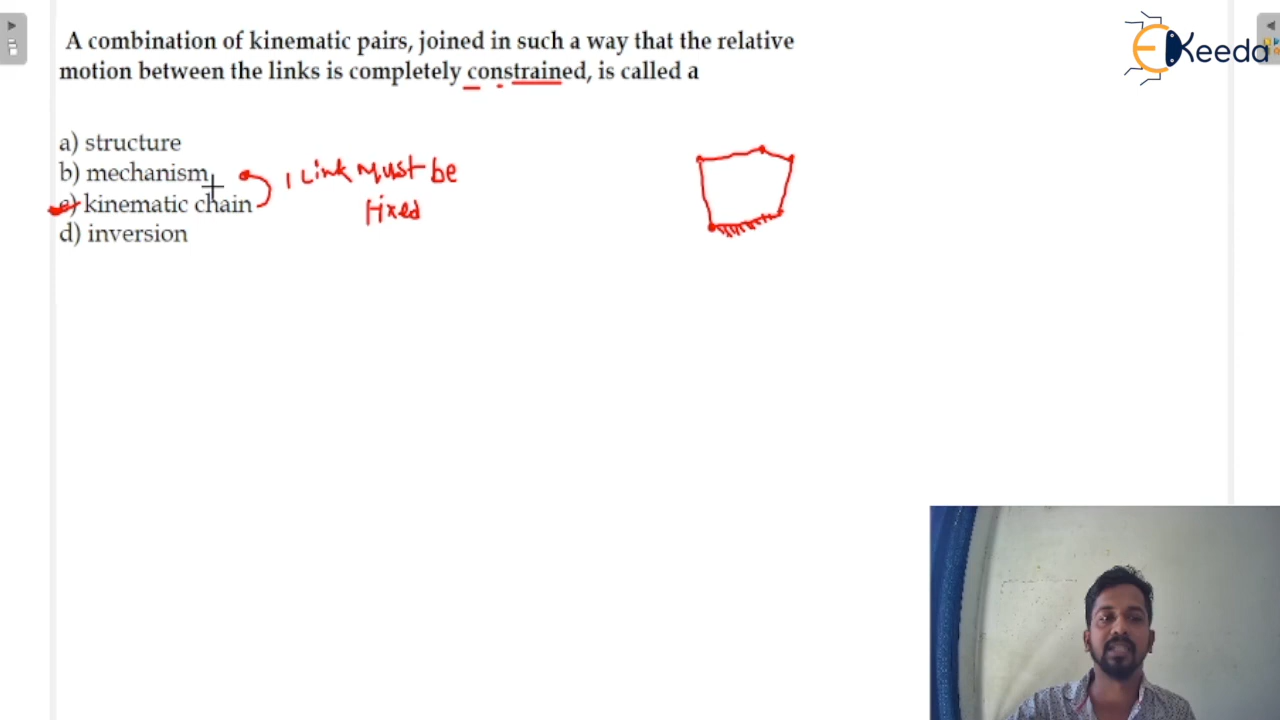 A combination of kinematic pairs, joined in such a way that the relative
motion between the links is completely constrained, is called a
a) structure
b) mechanism
c) kinematic chain
d) inversion
1 Link Must be
fixed
EKeeda